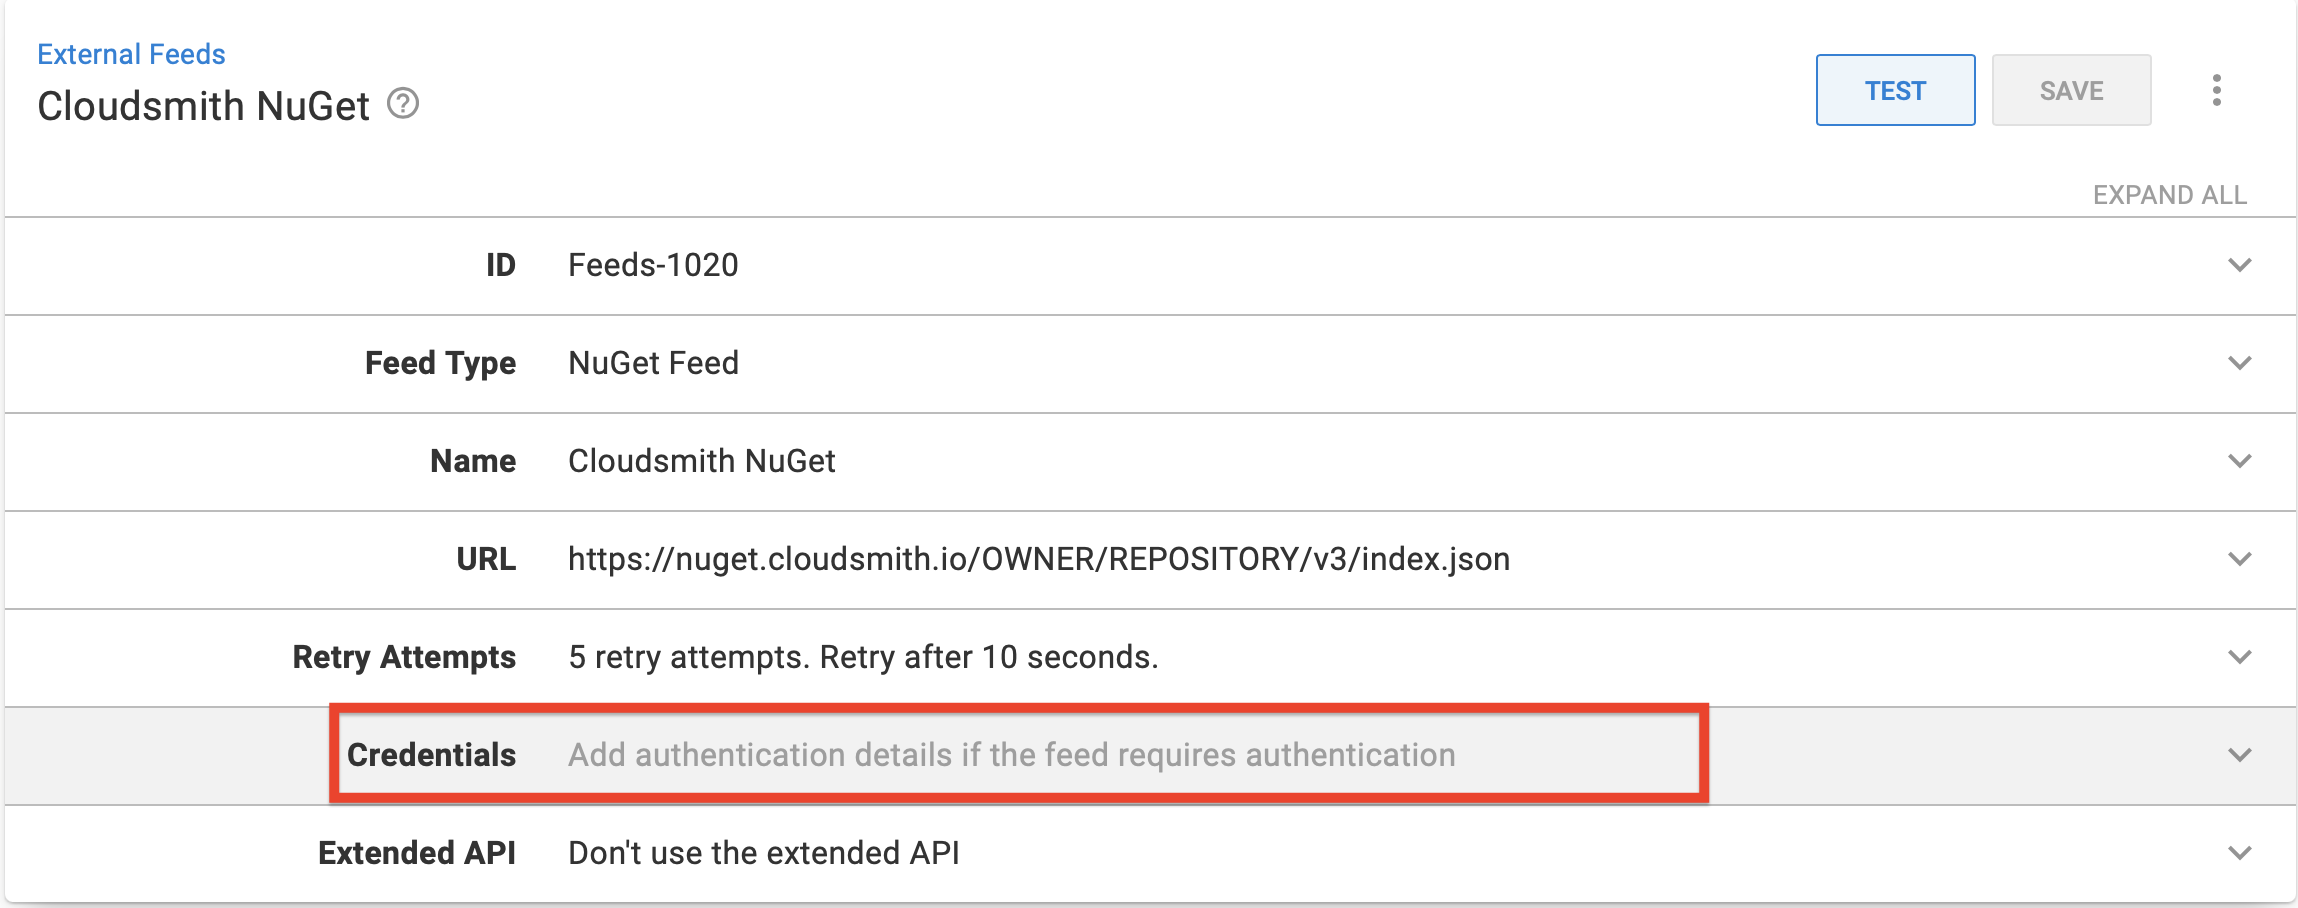 External Feeds
Cloudsmith NuGet
TEST SAVE
EXPAND ALL
ID Feeds-1020
Feed Type NuGet Feed
Name Cloudsmith NuGet
URL https://nuget.cloudsmith.io/OWNER/REPOSITORY/v3/index.json
Retry Attempts 5 retry attempts. Retry after 10 seconds.
Credentials Add authentication details if the feed requires authentication
Extended API Don't use the extended API